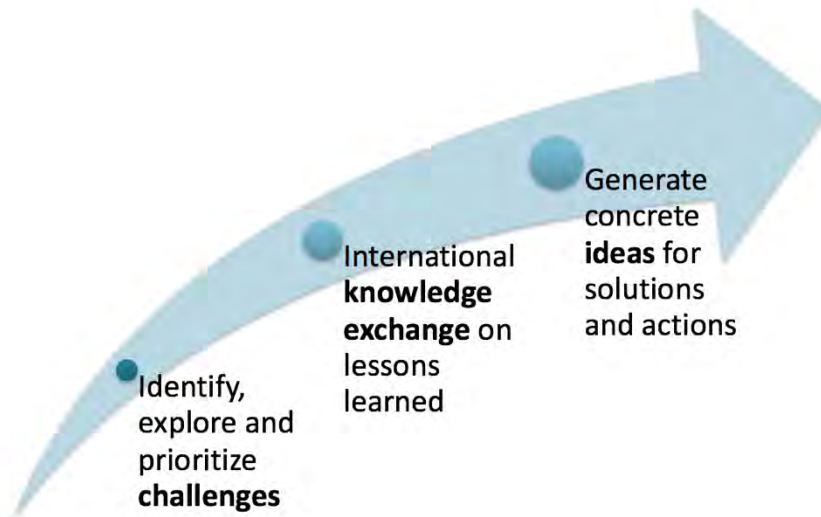 Identify,
explore and
prioritize
challenges
International
knowledge
exchange on
lessons
learned
Generate
concrete
ideas for
solutions
and actions